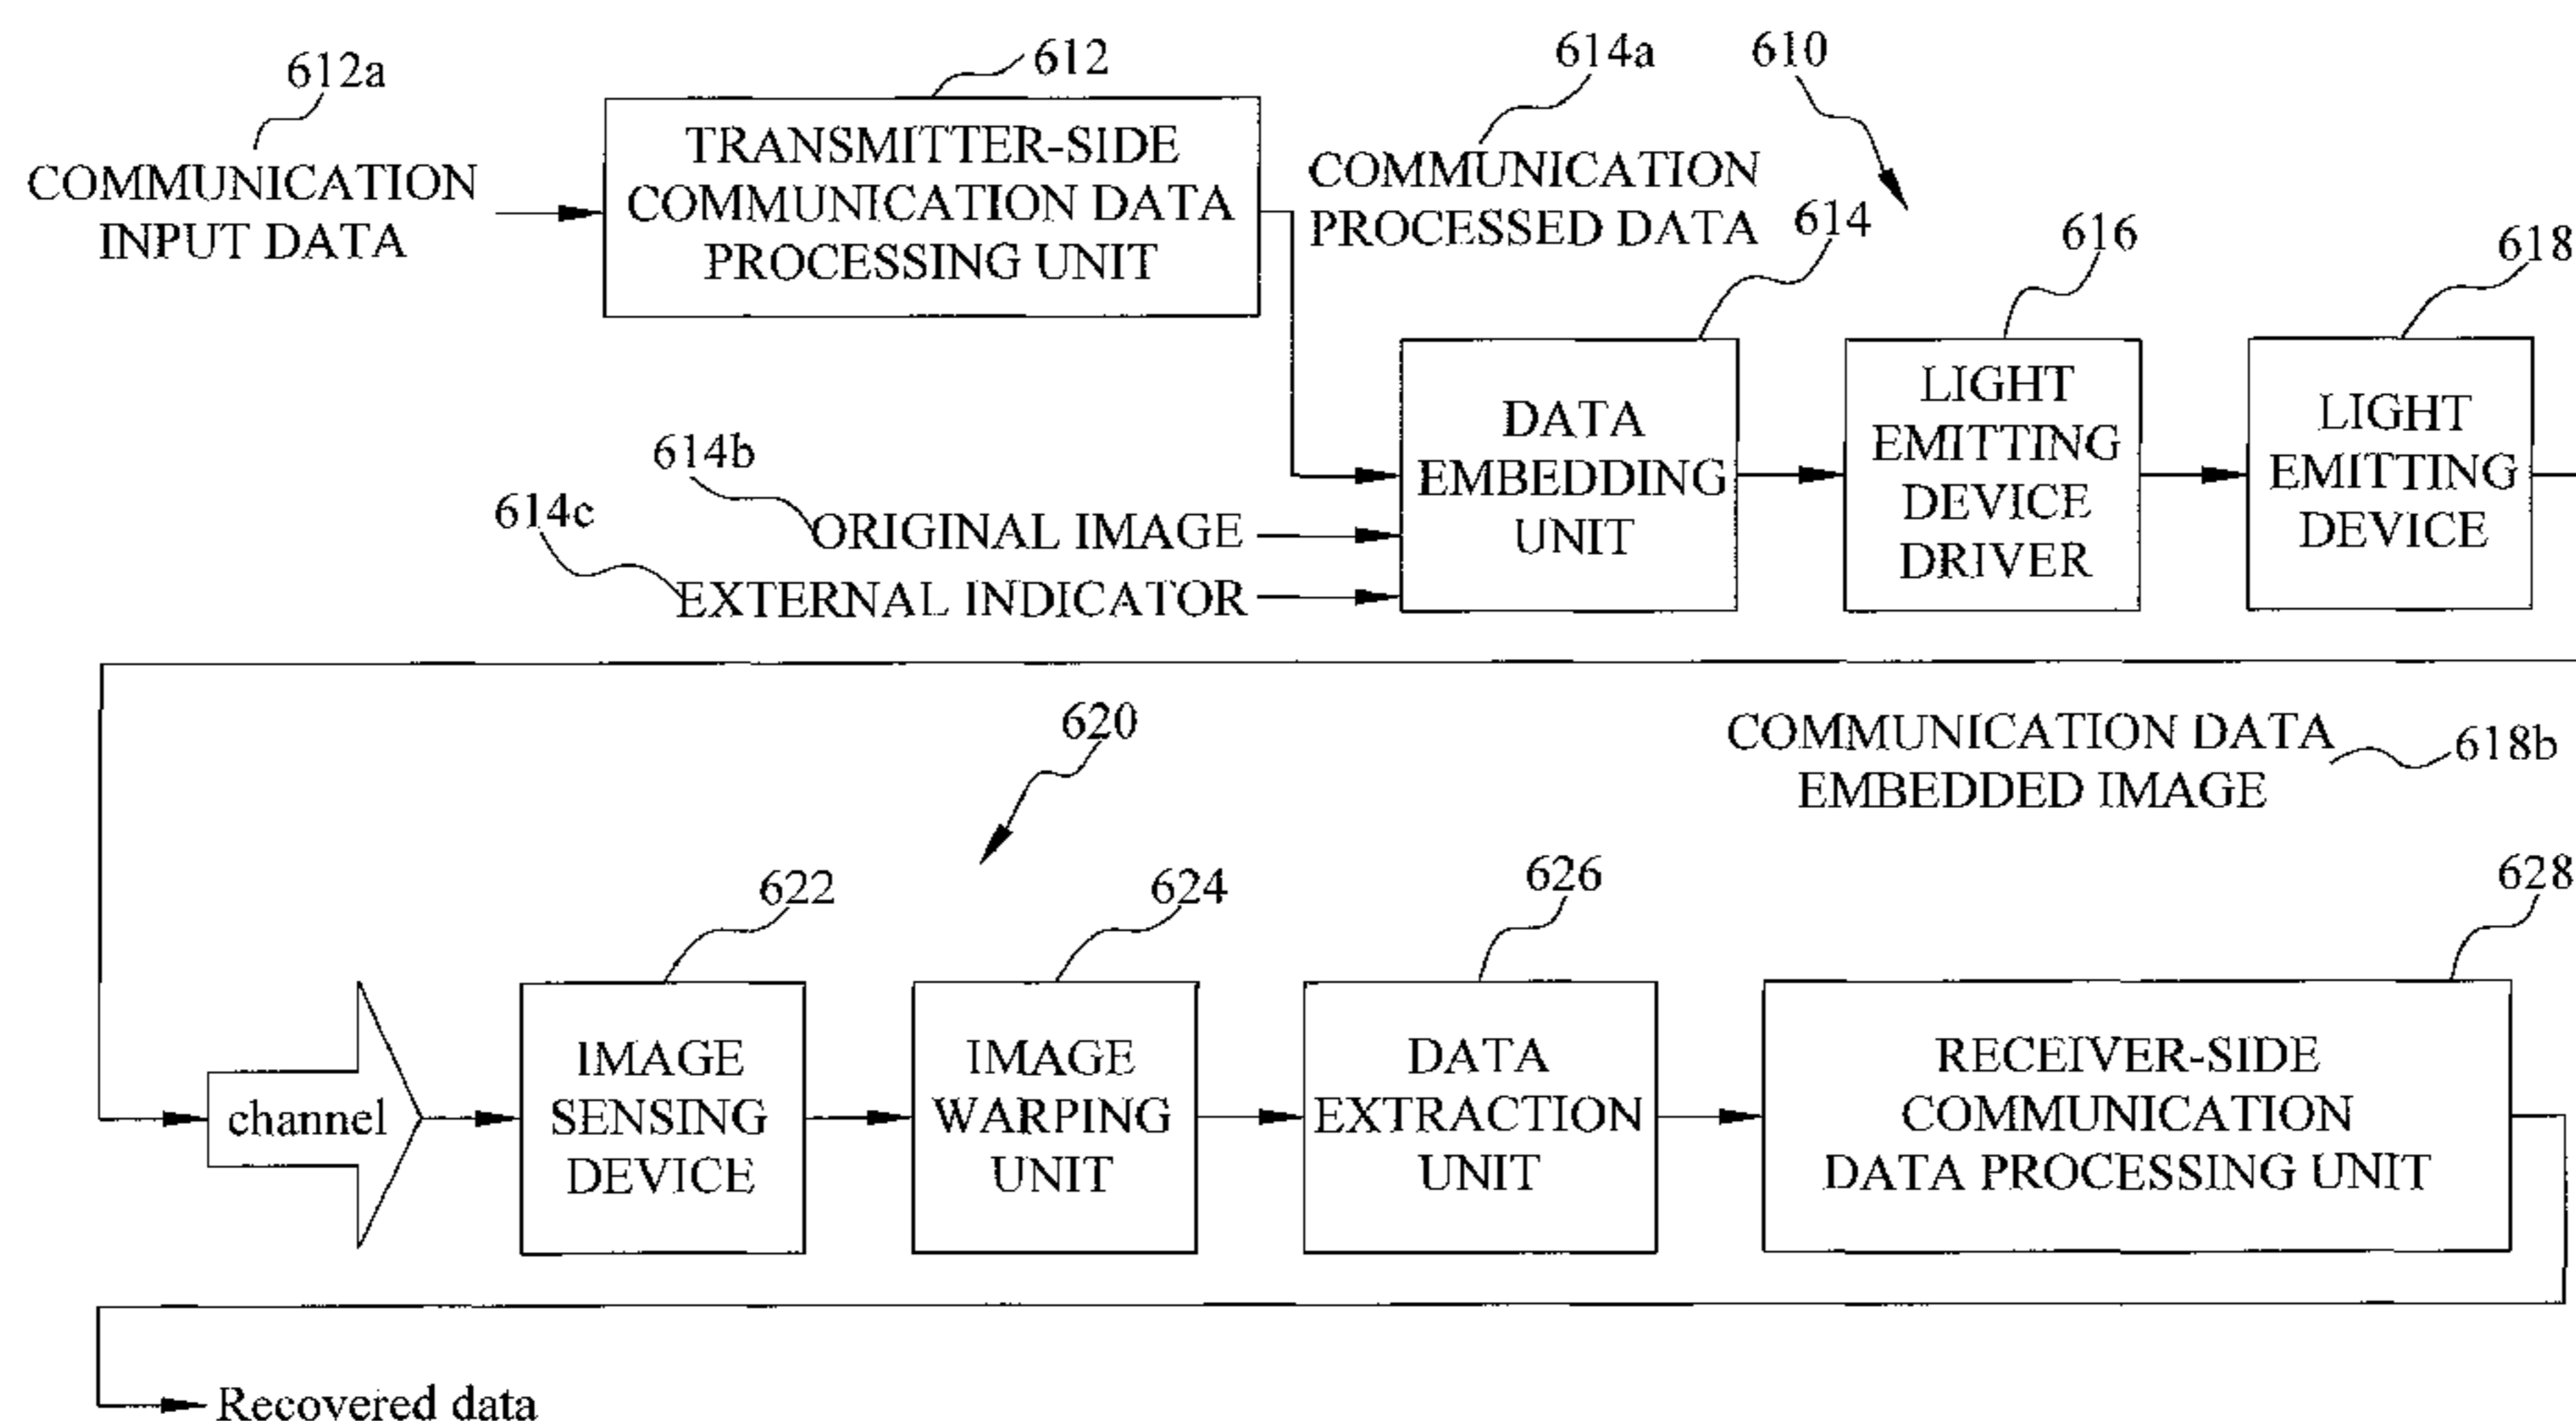 612a
612
614a
610
COMMUNICATION
INPUT DATA
TRANSMITTER-SIDE
COMMUNICATION DATA
PROCESSING UNIT
COMMUNICATION
PROCESSED DATA
614
616
618
614b
614c
ORIGINAL IMAGE
EXTERNAL INDICATOR
DATA
EMBEDDING
UNIT
LIGHT
EMITTING
DEVICE
DRIVER
LIGHT
EMITTING
DEVICE
620
COMMUNICATION DATA
EMBEDDED IMAGE
618b
622
624
626
628
channel
IMAGE
SENSING
DEVICE
IMAGE
WARPING
UNIT
DATA
EXTRACTION
UNIT
RECEIVER-SIDE
COMMUNICATION
DATA PROCESSING UNIT
Recovered data